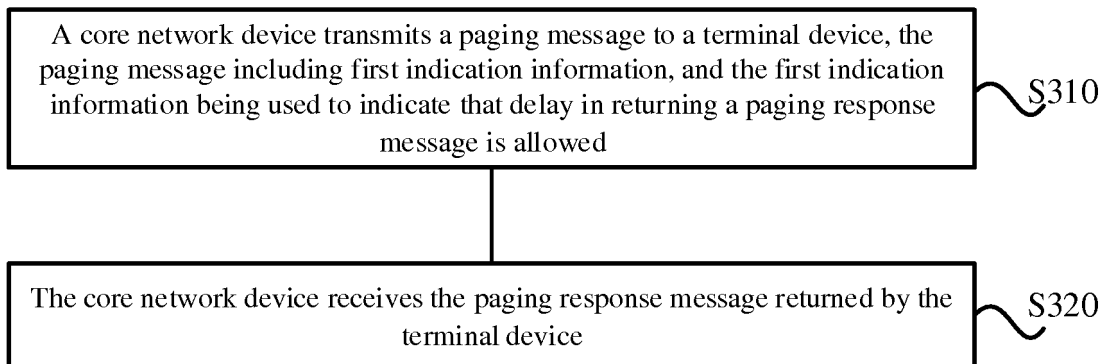 A core network device transmits a paging message to a terminal device, the
paging message including first indication information, and the first indication
information being used to indicate that delay in returning a paging response
message is allowed
S310
The core network device receives the paging response message returned by the
terminal device
S320